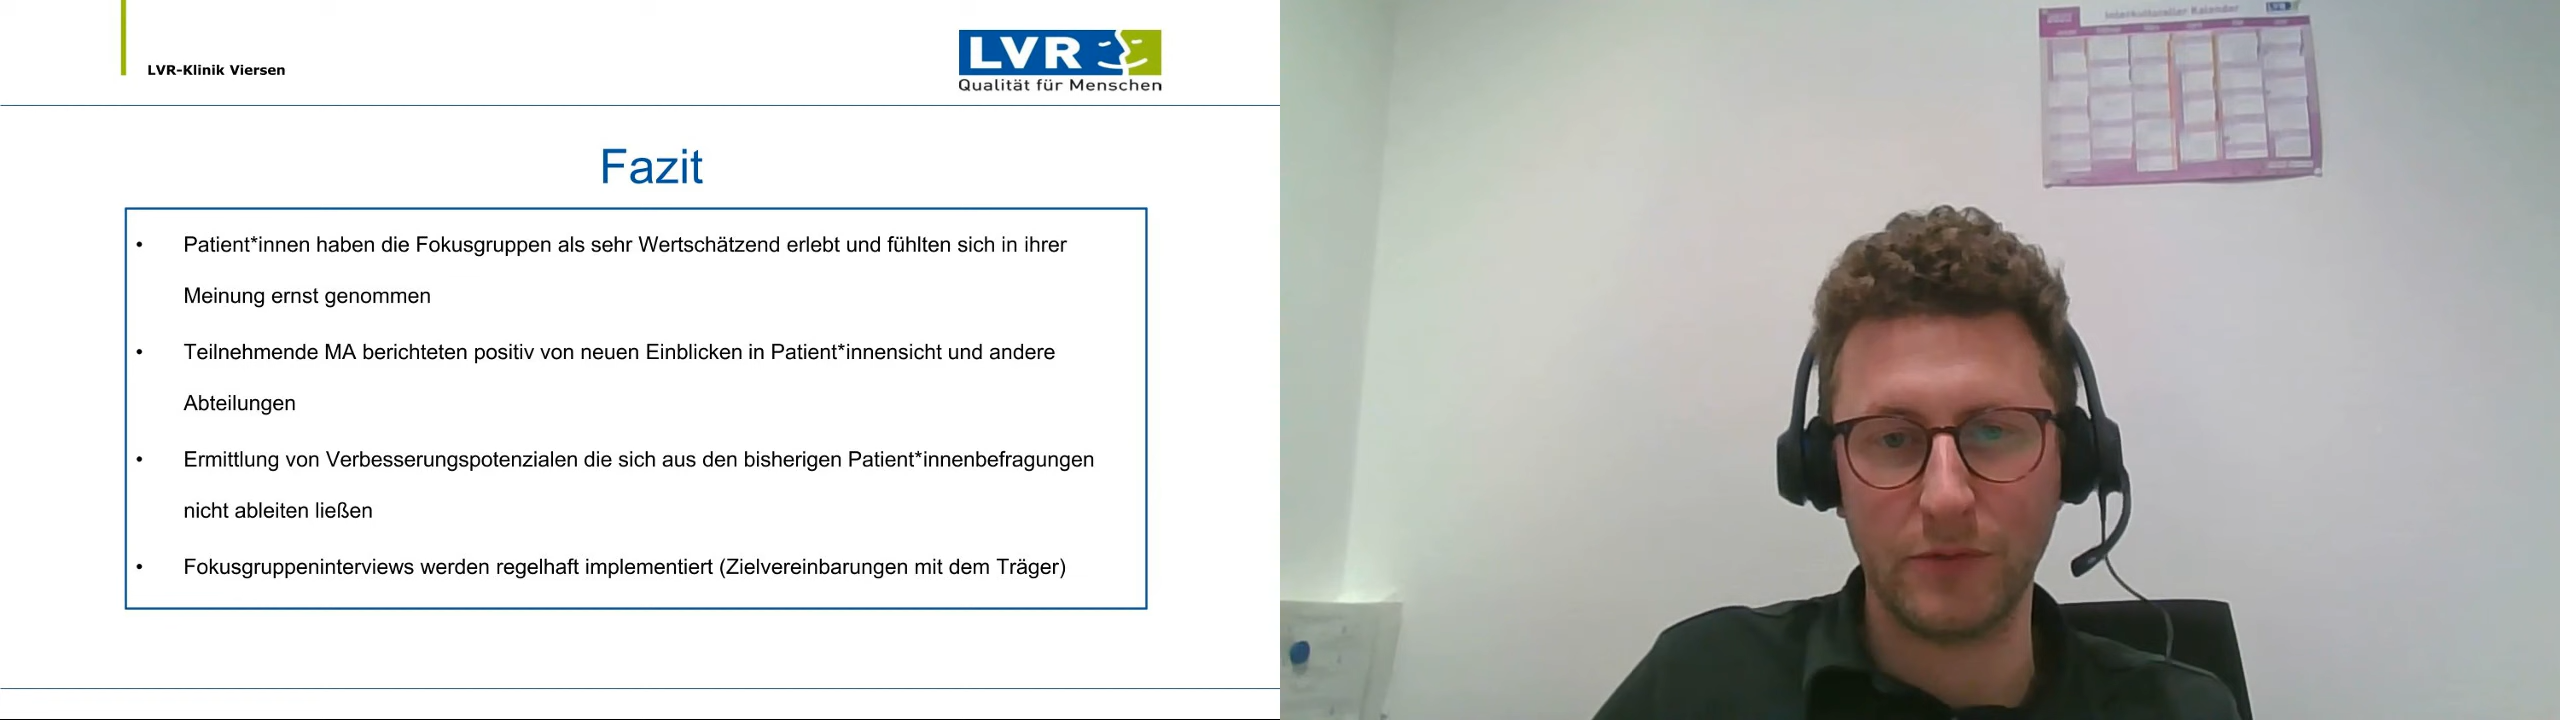 LVR-Klinik Viersen
LVR
Qualität für Menschen
Fazit
• Patient*innen haben die Fokusgruppen als sehr Wertschätzend erlebt und fühlten sich in ihrer
Meinung ernst genommen
• Teilnehmende MA berichteten positiv von neuen Einblicken in Patient*innensicht und andere
Abteilungen
• Ermittlung von Verbesserungspotenzialen die sich aus den bisherigen Patient*innenbefragungen
nicht ableiten ließen
• Fokusgruppeninterviews werden regelhaft implementiert (Zielvereinbarungen mit dem Träger)
Interkultureller Kalender
LVR